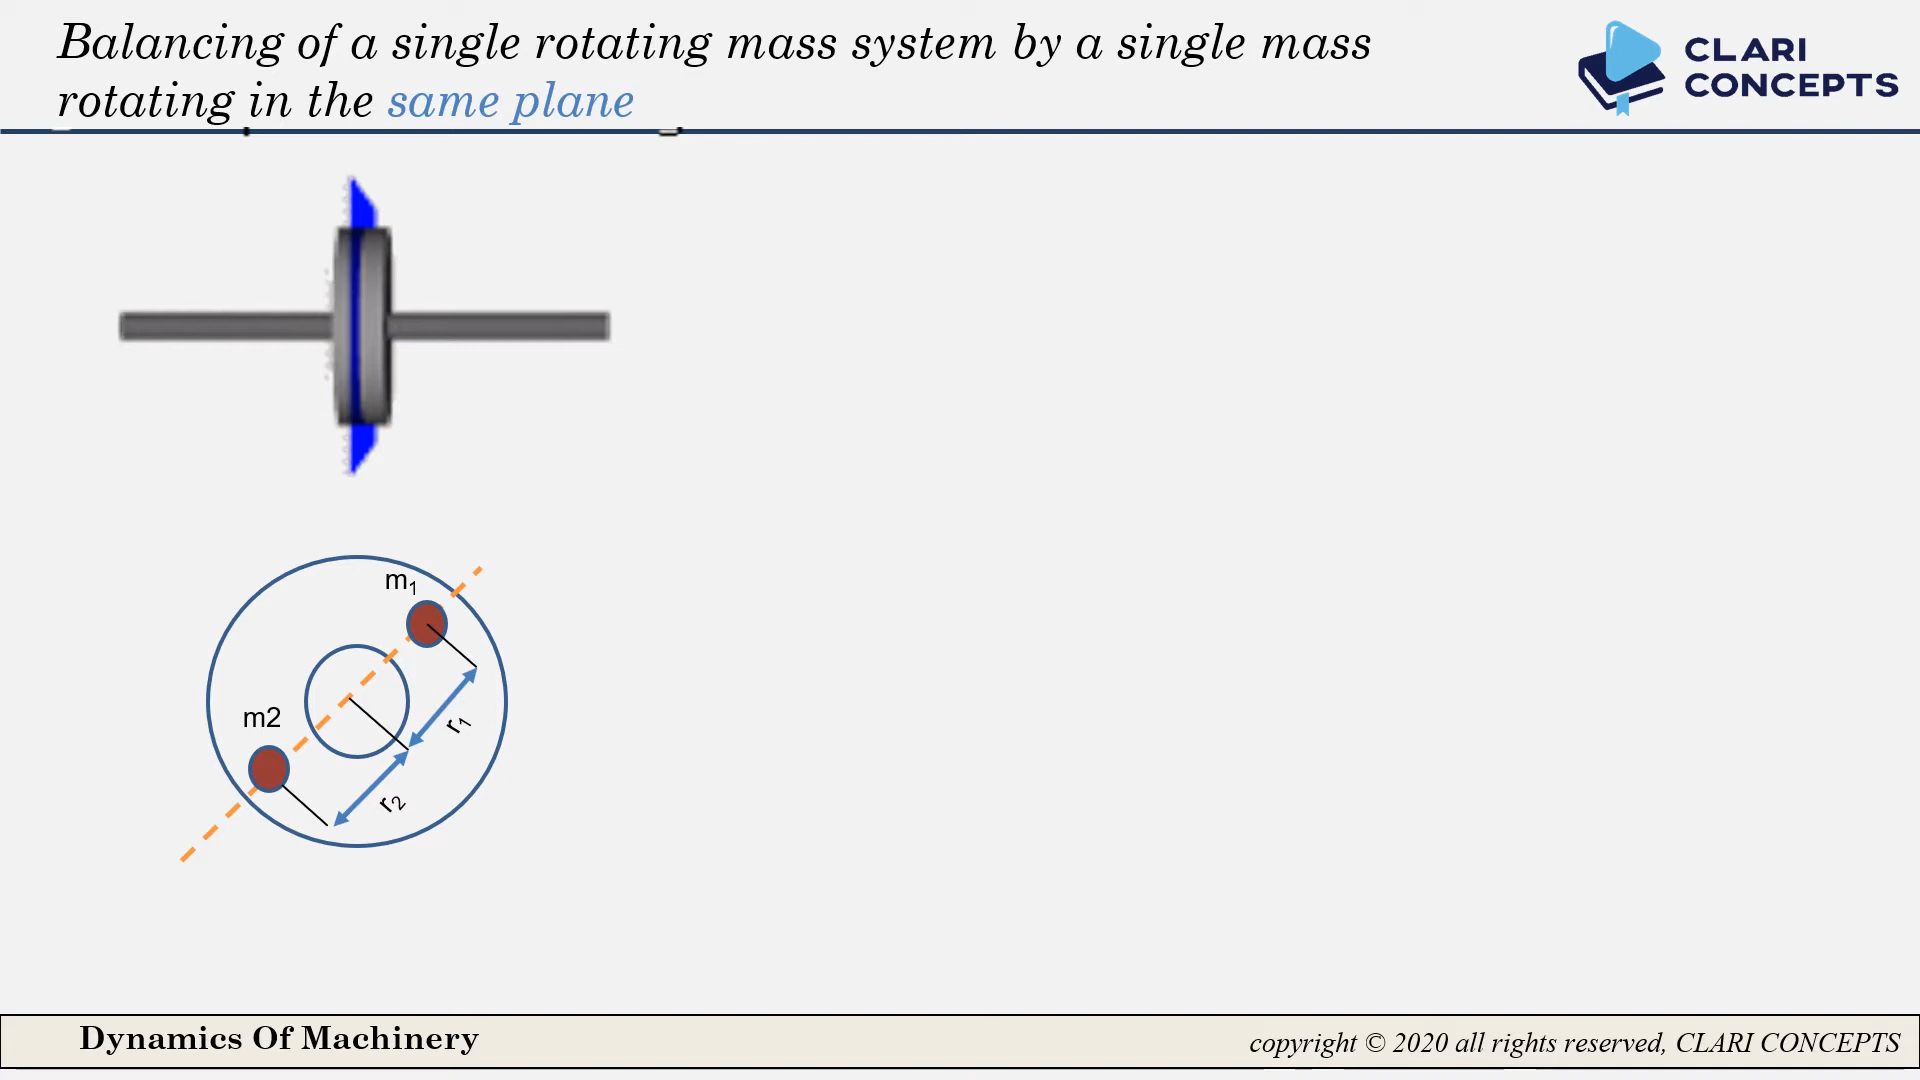 Balancing of a single rotating mass system by a single mass
rotating in the same plane
CLARI
CONCEPTS
m₁
r₁
m2
r₂
Dynamics Of Machinery
copyright © 2020 all rights reserved, CLARI CONCEPTS